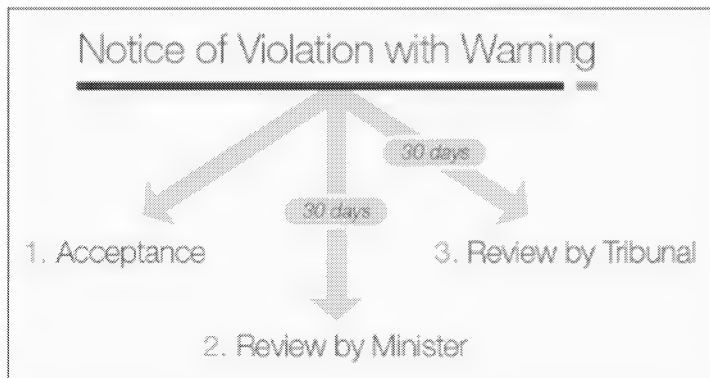 Notice of Violation with Warning
30 days
30 days
1. Acceptance
3. Review by Tribunal
2. Review by Minister